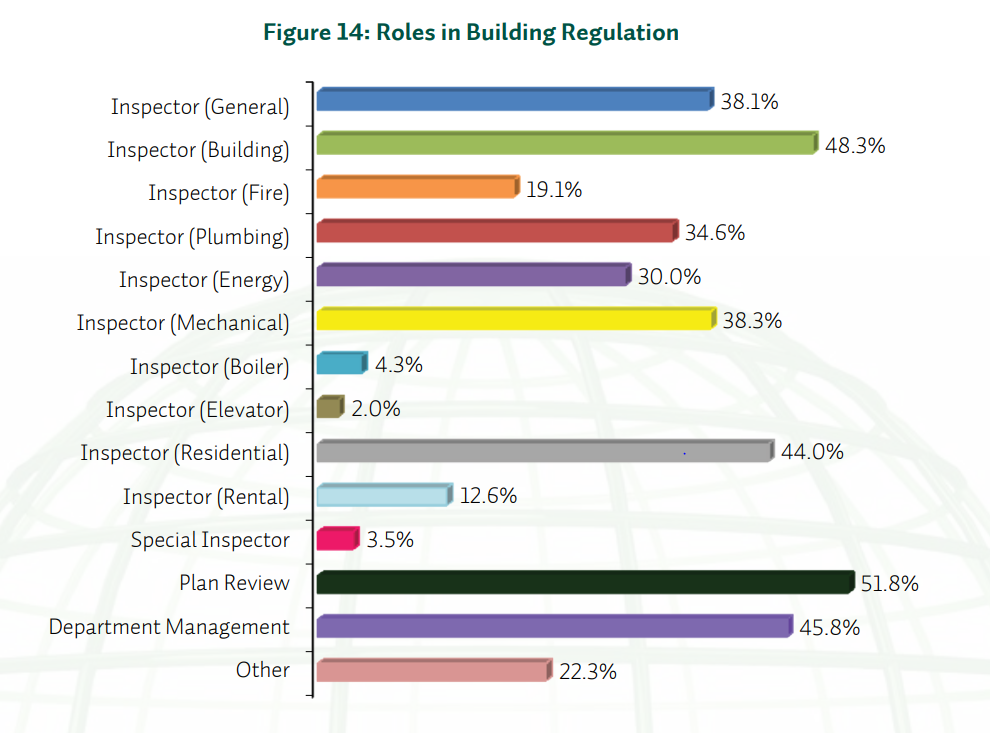 Figure 14: Roles in Building Regulation
Inspector (General) 38.1%
Inspector (Building) 48.3%
Inspector (Fire) 19.1%
Inspector (Plumbing) 34.6%
Inspector (Energy) 30.0%
Inspector (Mechanical) 38.3%
Inspector (Boiler) 4.3%
Inspector (Elevator) 2.0%
Inspector (Residential) 44.0%
Inspector (Rental) 12.6%
Special Inspector 3.5%
Plan Review 51.8%
Department Management 45.8%
Other 22.3%